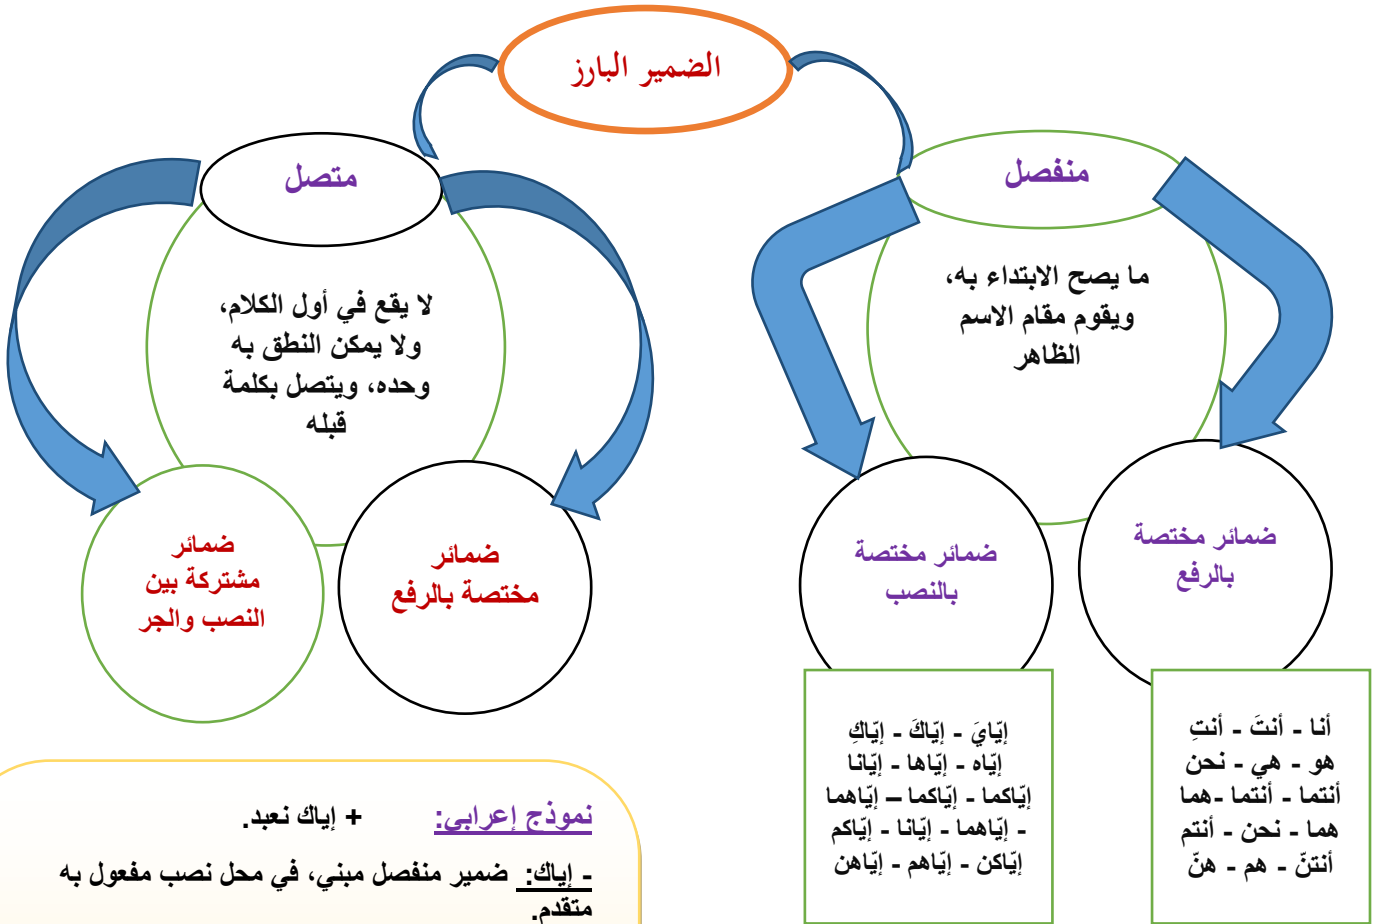 الضمير البارز
منفصل
ما يصح الابتداء به،
ويقوم مقام الاسم
الظاهر
ضمائر مختصة
بالرفع
أنا - أنتَ - أنتِ
هو - هي - نحن
أنتما - أنتما -هما
هما - نحن - أنتم
أنتنّ - هم - هنّ
ضمائر مختصة
بالنصب
إيّايَ - إيّاكَ - إيّاكِ
إيّاه - إيّاها - إيّانا
إيّاكما - إيّاكما – إيّاهما
- إيّاهما - إيّانا - إيّاكم
إيّاكن - إيّاهم - إيّاهن
متصل
لا يقع في أول الكلام،
ولا يمكن النطق به
وحده، ويتصل بكلمة
قبله
ضمائر
مختصة بالرفع
ضمائر
مشتركة بين
النصب والجر
نموذج إعرابي: + إياك نعبد.
- إياك: ضمير منفصل مبني، في محل نصب مفعول به
متقدم.